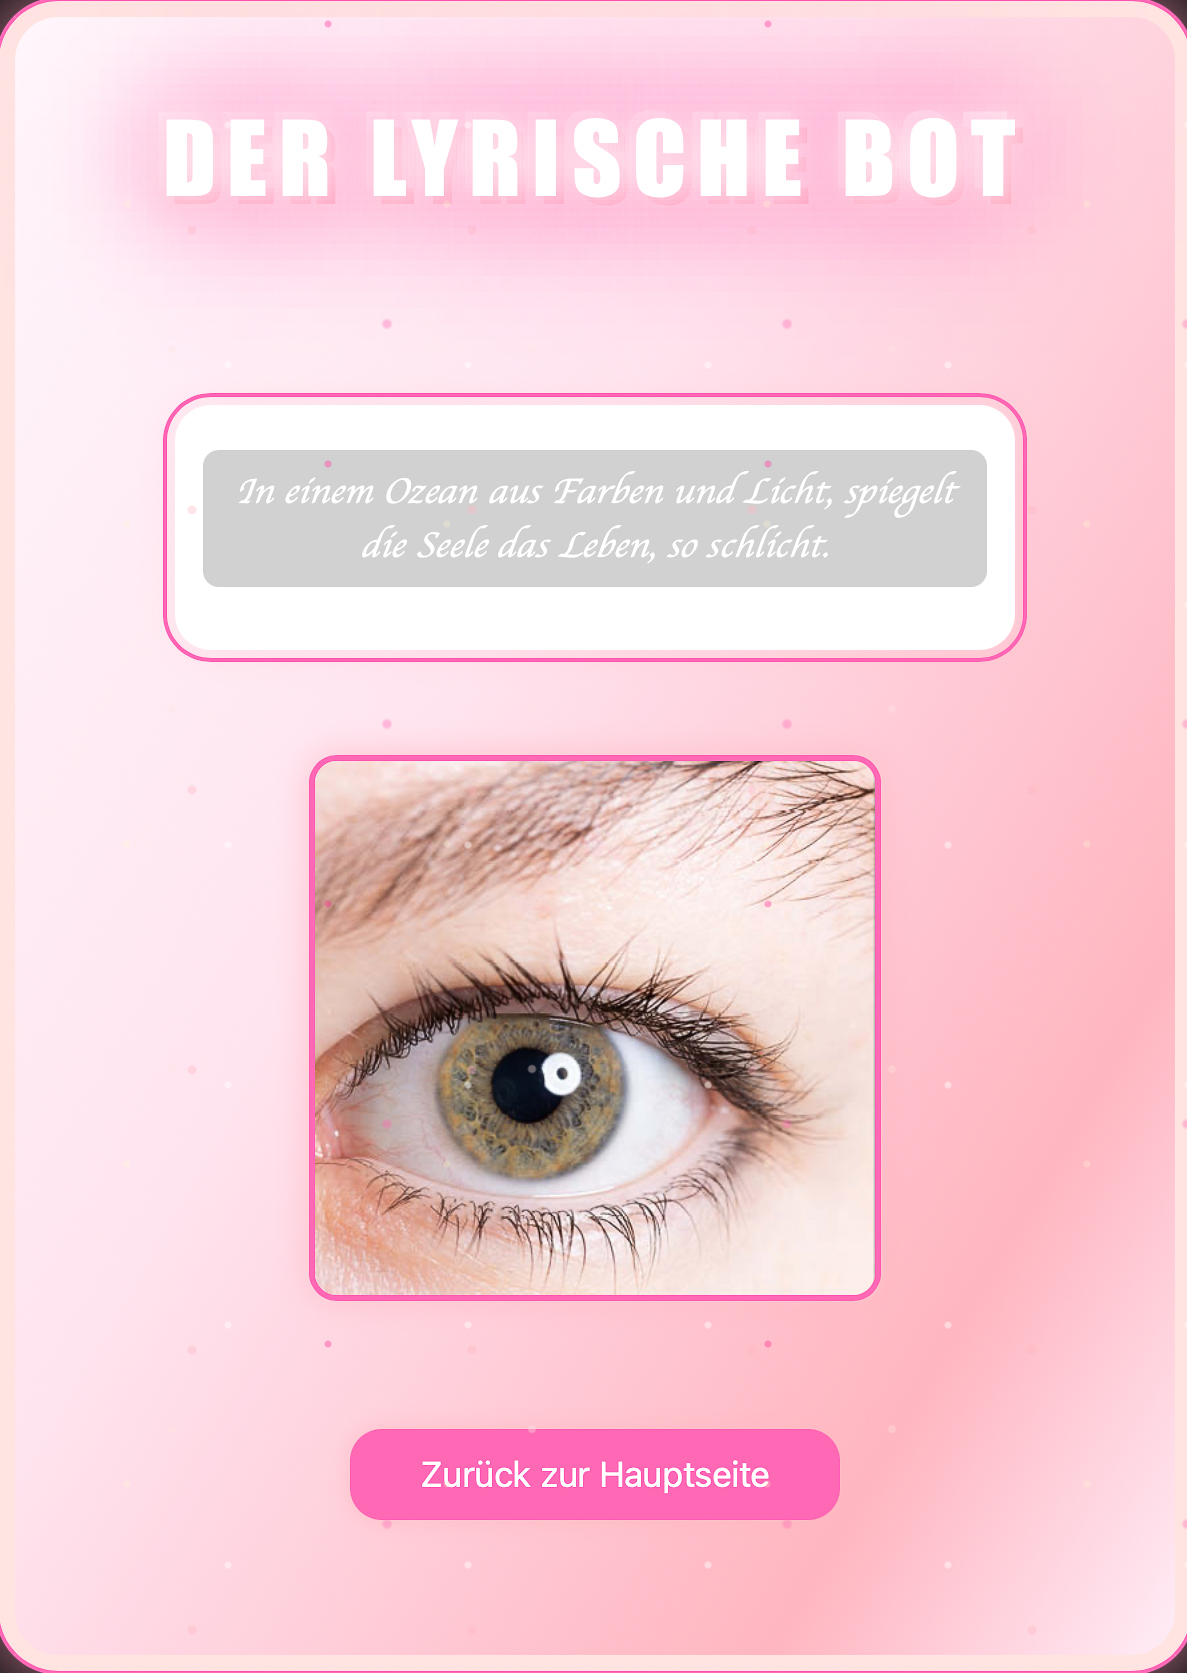 DER LYRISCHE BOT
In einem Ozean aus Farben und Licht, spiegelt
die Seele das Leben, so schlicht.
Zurück zur Hauptseite